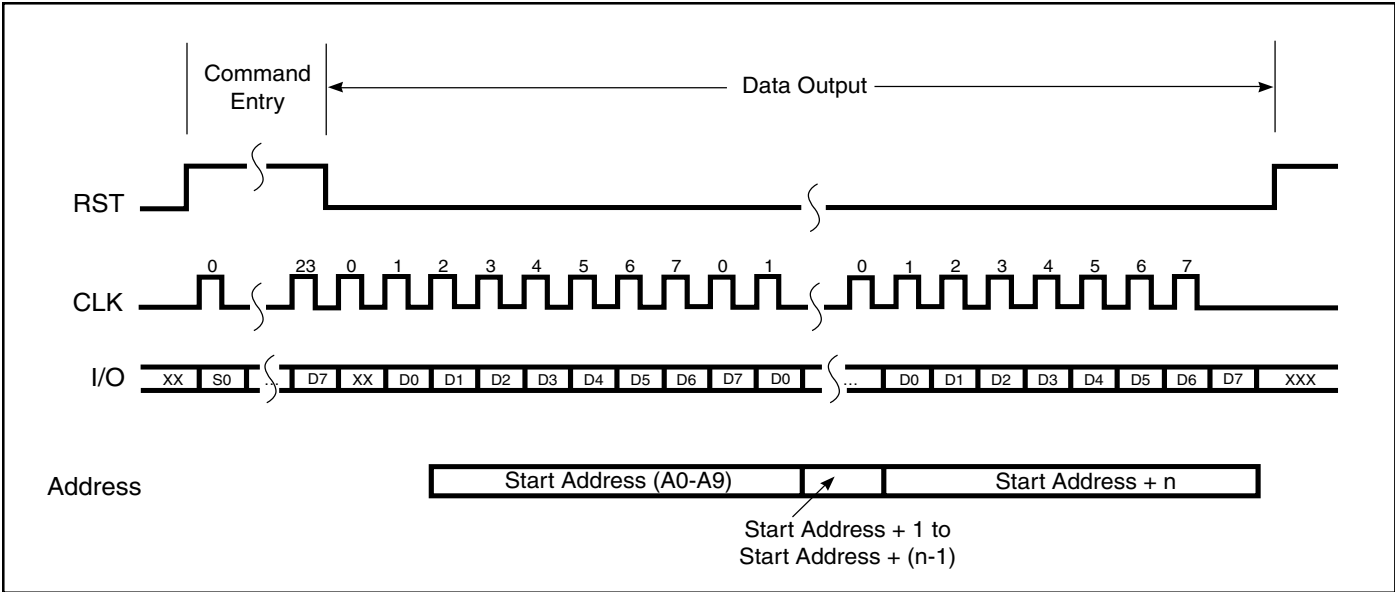 Command
Entry
Data Output
RST
0 23 0 1 2 3 4 5 6 7 0 1 0 1 2 3 4 5 6 7
CLK
I/O XX S0 ... D7 XX D0 D1 D2 D3 D4 D5 D6 D7 D0 ... D0 D1 D2 D3 D4 D5 D6 D7 XXX
Address Start Address (A0-A9) Start Address + n
Start Address + 1 to
Start Address + (n-1)